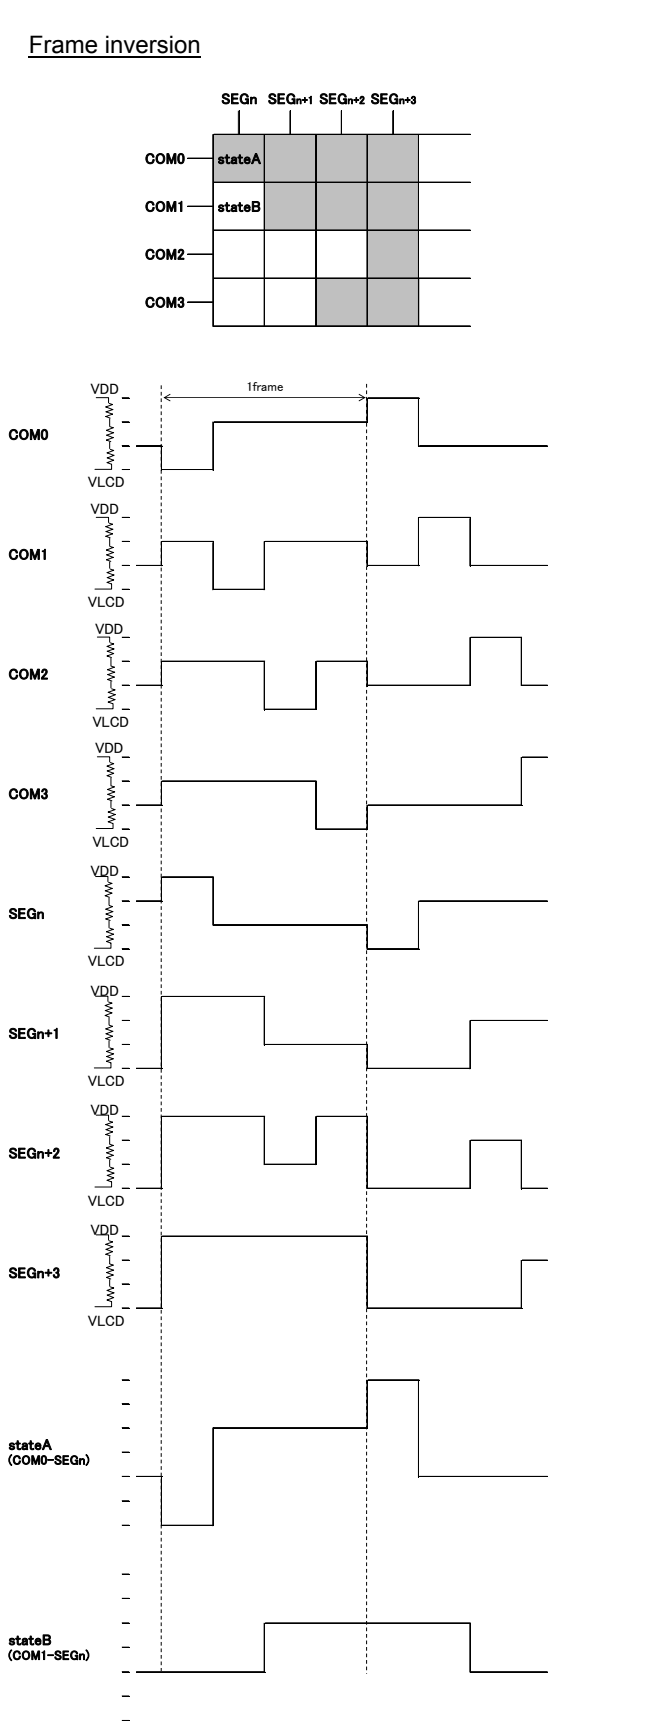 Frame inversion
SEGn SEGn+1 SEGn+2 SEGn+3
COM0 stateA
COM1 stateB
COM2
COM3
1frame
VDD
COM0
VLCD
VDD
COM1
VLCD
VDD
COM2
VLCD
VDD
COM3
VLCD
VDD
SEGn
VLCD
VDD
SEGn+1
VLCD
VDD
SEGn+2
VLCD
VDD
SEGn+3
VLCD
stateA
(COM0-SEGn)
stateB
(COM1-SEGn)